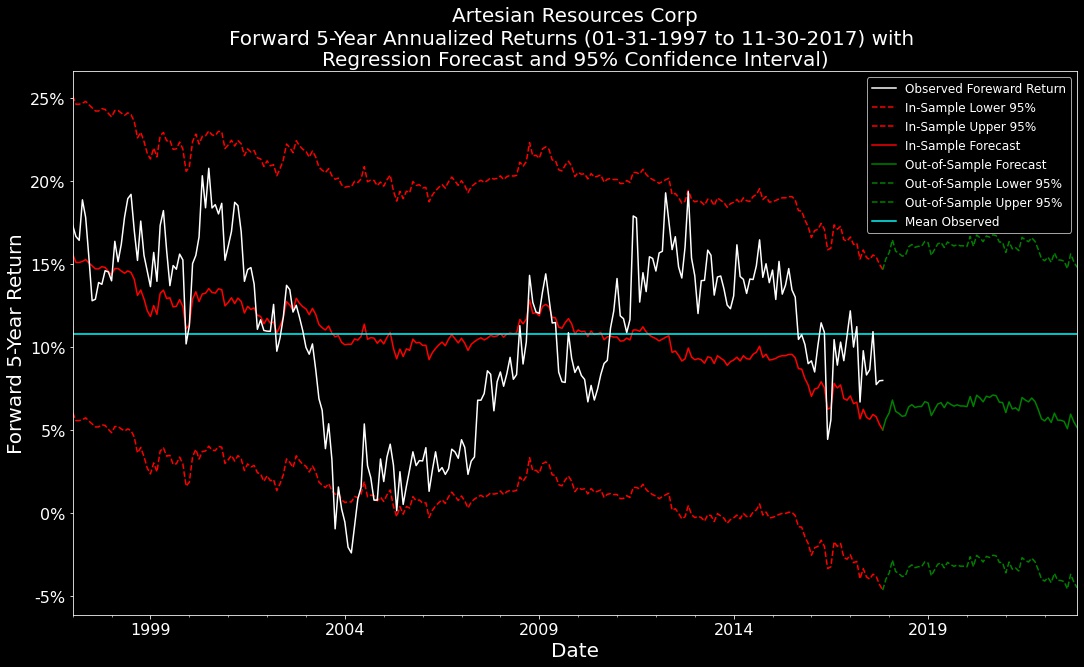 Artesian Resources Corp
Forward 5-Year Annualized Returns (01-31-1997 to 11-30-2017) with
Regression Forecast and 95% Confidence Interval)
Observed Foreward Return
In-Sample Lower 95%
In-Sample Upper 95%
In-Sample Forecast
Out-of-Sample Forecast
Out-of-Sample Lower 95%
Out-of-Sample Upper 95%
Mean Observed
Forward 5-Year Return
25%
20%
15%
10%
5%
0%
-5%
1999
2004
2009
2014
2019
Date